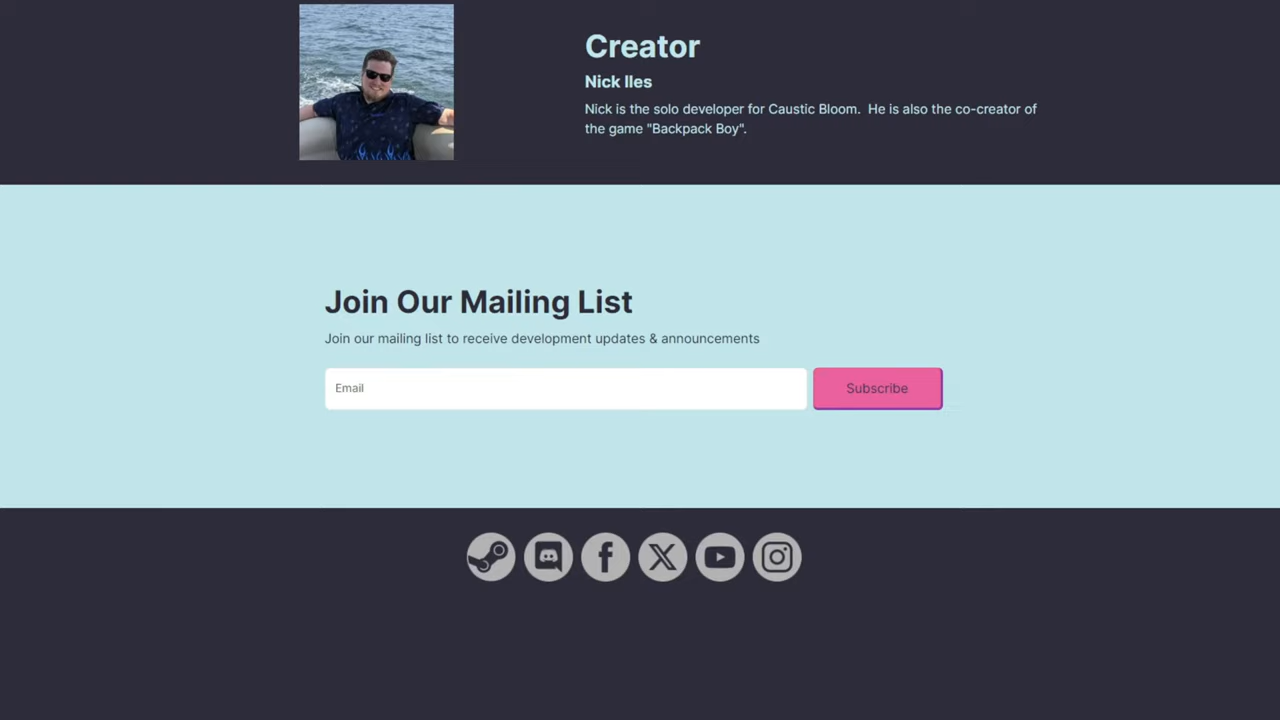 Creator
Nick Iles
Nick is the solo developer for Caustic Bloom.  He is also the co-creator of
the game "Backpack Boy".
Join Our Mailing List
Join our mailing list to receive development updates & announcements
Email
Subscribe